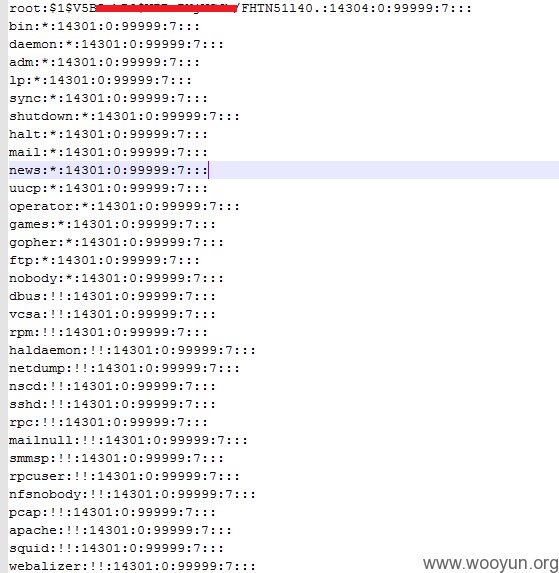 root:$1$V5B /FHTN51140.:14304:0:99999:7:::
bin:*:14301:0:99999:7:::
daemon:*:14301:0:99999:7:::
adm:*:14301:0:99999:7:::
lp:*:14301:0:99999:7:::
sync:*:14301:0:99999:7:::
shutdown:*:14301:0:99999:7:::
halt:*:14301:0:99999:7:::
mail:*:14301:0:99999:7:::
news:*:14301:0:99999:7:::
uucp:*:14301:0:99999:7:::
operator:*:14301:0:99999:7:::
games:*:14301:0:99999:7:::
gopher:*:14301:0:99999:7:::
ftp:*:14301:0:99999:7:::
nobody:*:14301:0:99999:7:::
dbus:!!:14301:0:99999:7:::
vcsa:!!:14301:0:99999:7:::
rpm:!!:14301:0:99999:7:::
haldaemon:!!:14301:0:99999:7:::
netdump:!!:14301:0:99999:7:::
nscd:!!:14301:0:99999:7:::
sshd:!!:14301:0:99999:7:::
rpc:!!:14301:0:99999:7:::
mailnull:!!:14301:0:99999:7:::
smmsp:!!:14301:0:99999:7:::
rpcuser:!!:14301:0:99999:7:::
nfsnobody:!!:14301:0:99999:7:::
pcap:!!:14301:0:99999:7:::
apache:!!:14301:0:99999:7:::
squid:!!:14301:0:99999:7:::
webalizer:!!:14301:0:99999:7:::
www.wooyun.org